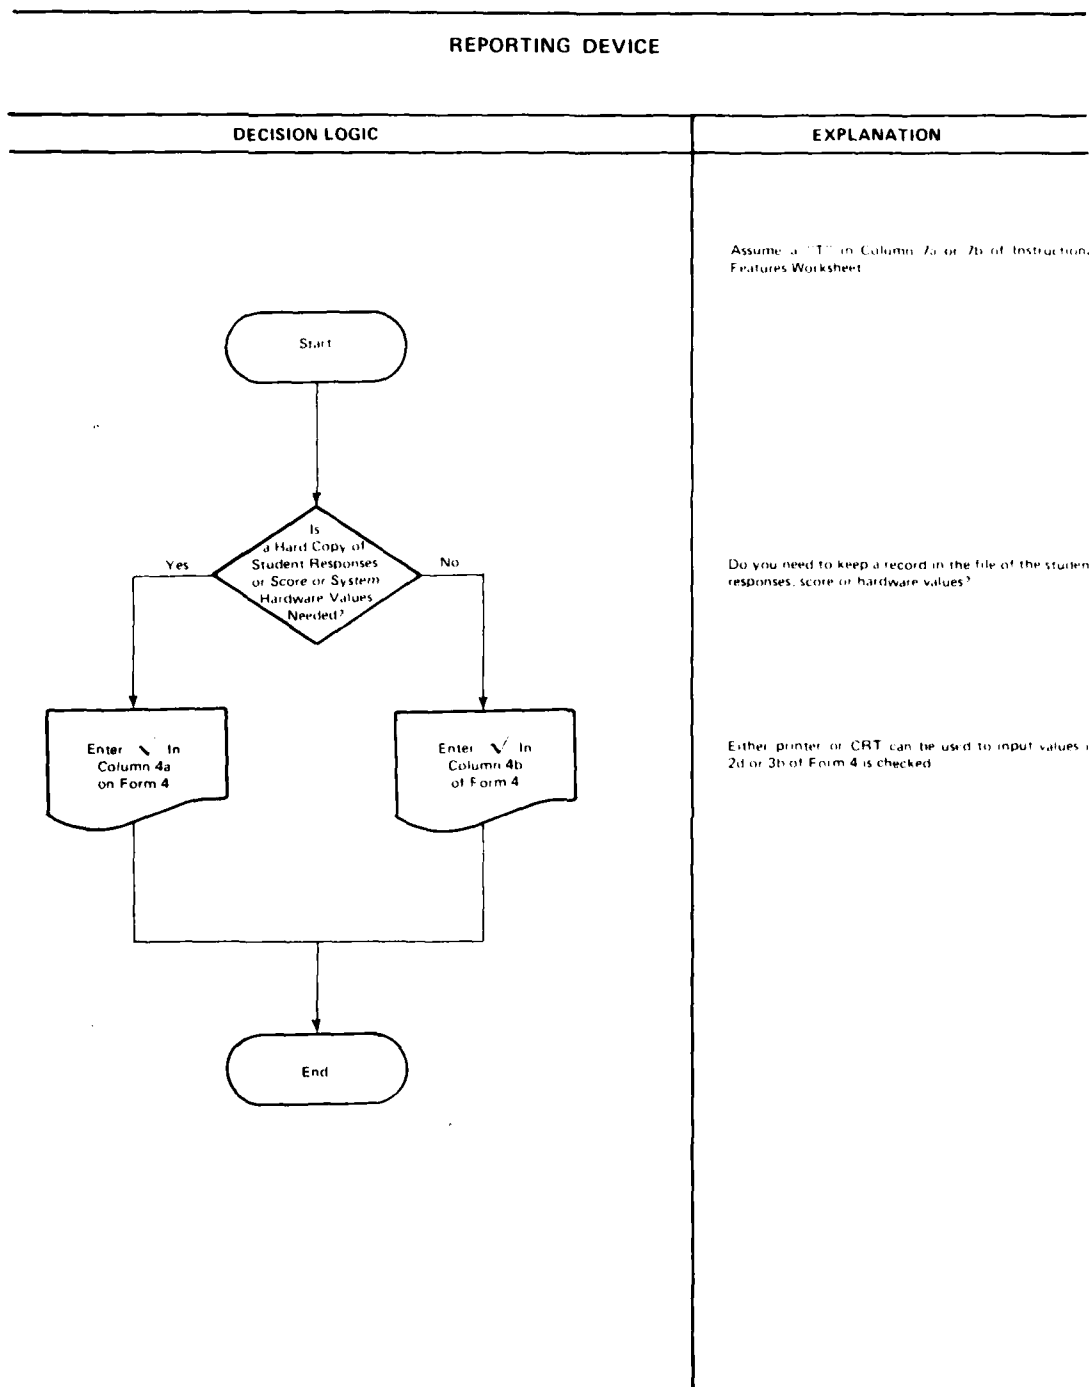 REPORTING DEVICE
DECISION LOGIC
EXPLANATION
Assume a "T" in Column 7a or 7b of Instruction
Features Worksheet
Start
Is
a Hard Copy of
Student Responses
or Score or System
Hardware Values
Needed?
Yes
No
Do you need to keep a record in the file of the studen
responses, score or hardware values?
Enter ✓ In
Column 4a
on Form 4
Enter ✓ In
Column 4b
of Form 4
Either printer or CRT can be used to input values i
2d or 3b of Form 4 is checked
End